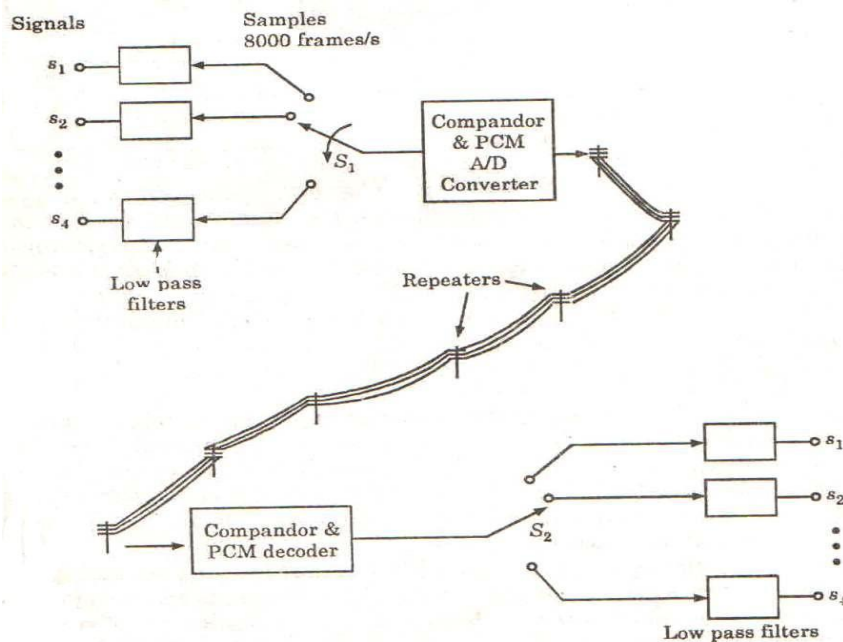 Signals
Samples
8000 frames/s
s1
s2
s4
S1
Compandor
& PCM
A/D
Converter
Low pass
filters
Repeaters
Compandor &
PCM decoder
S2
s1
s2
s4
Low pass filters